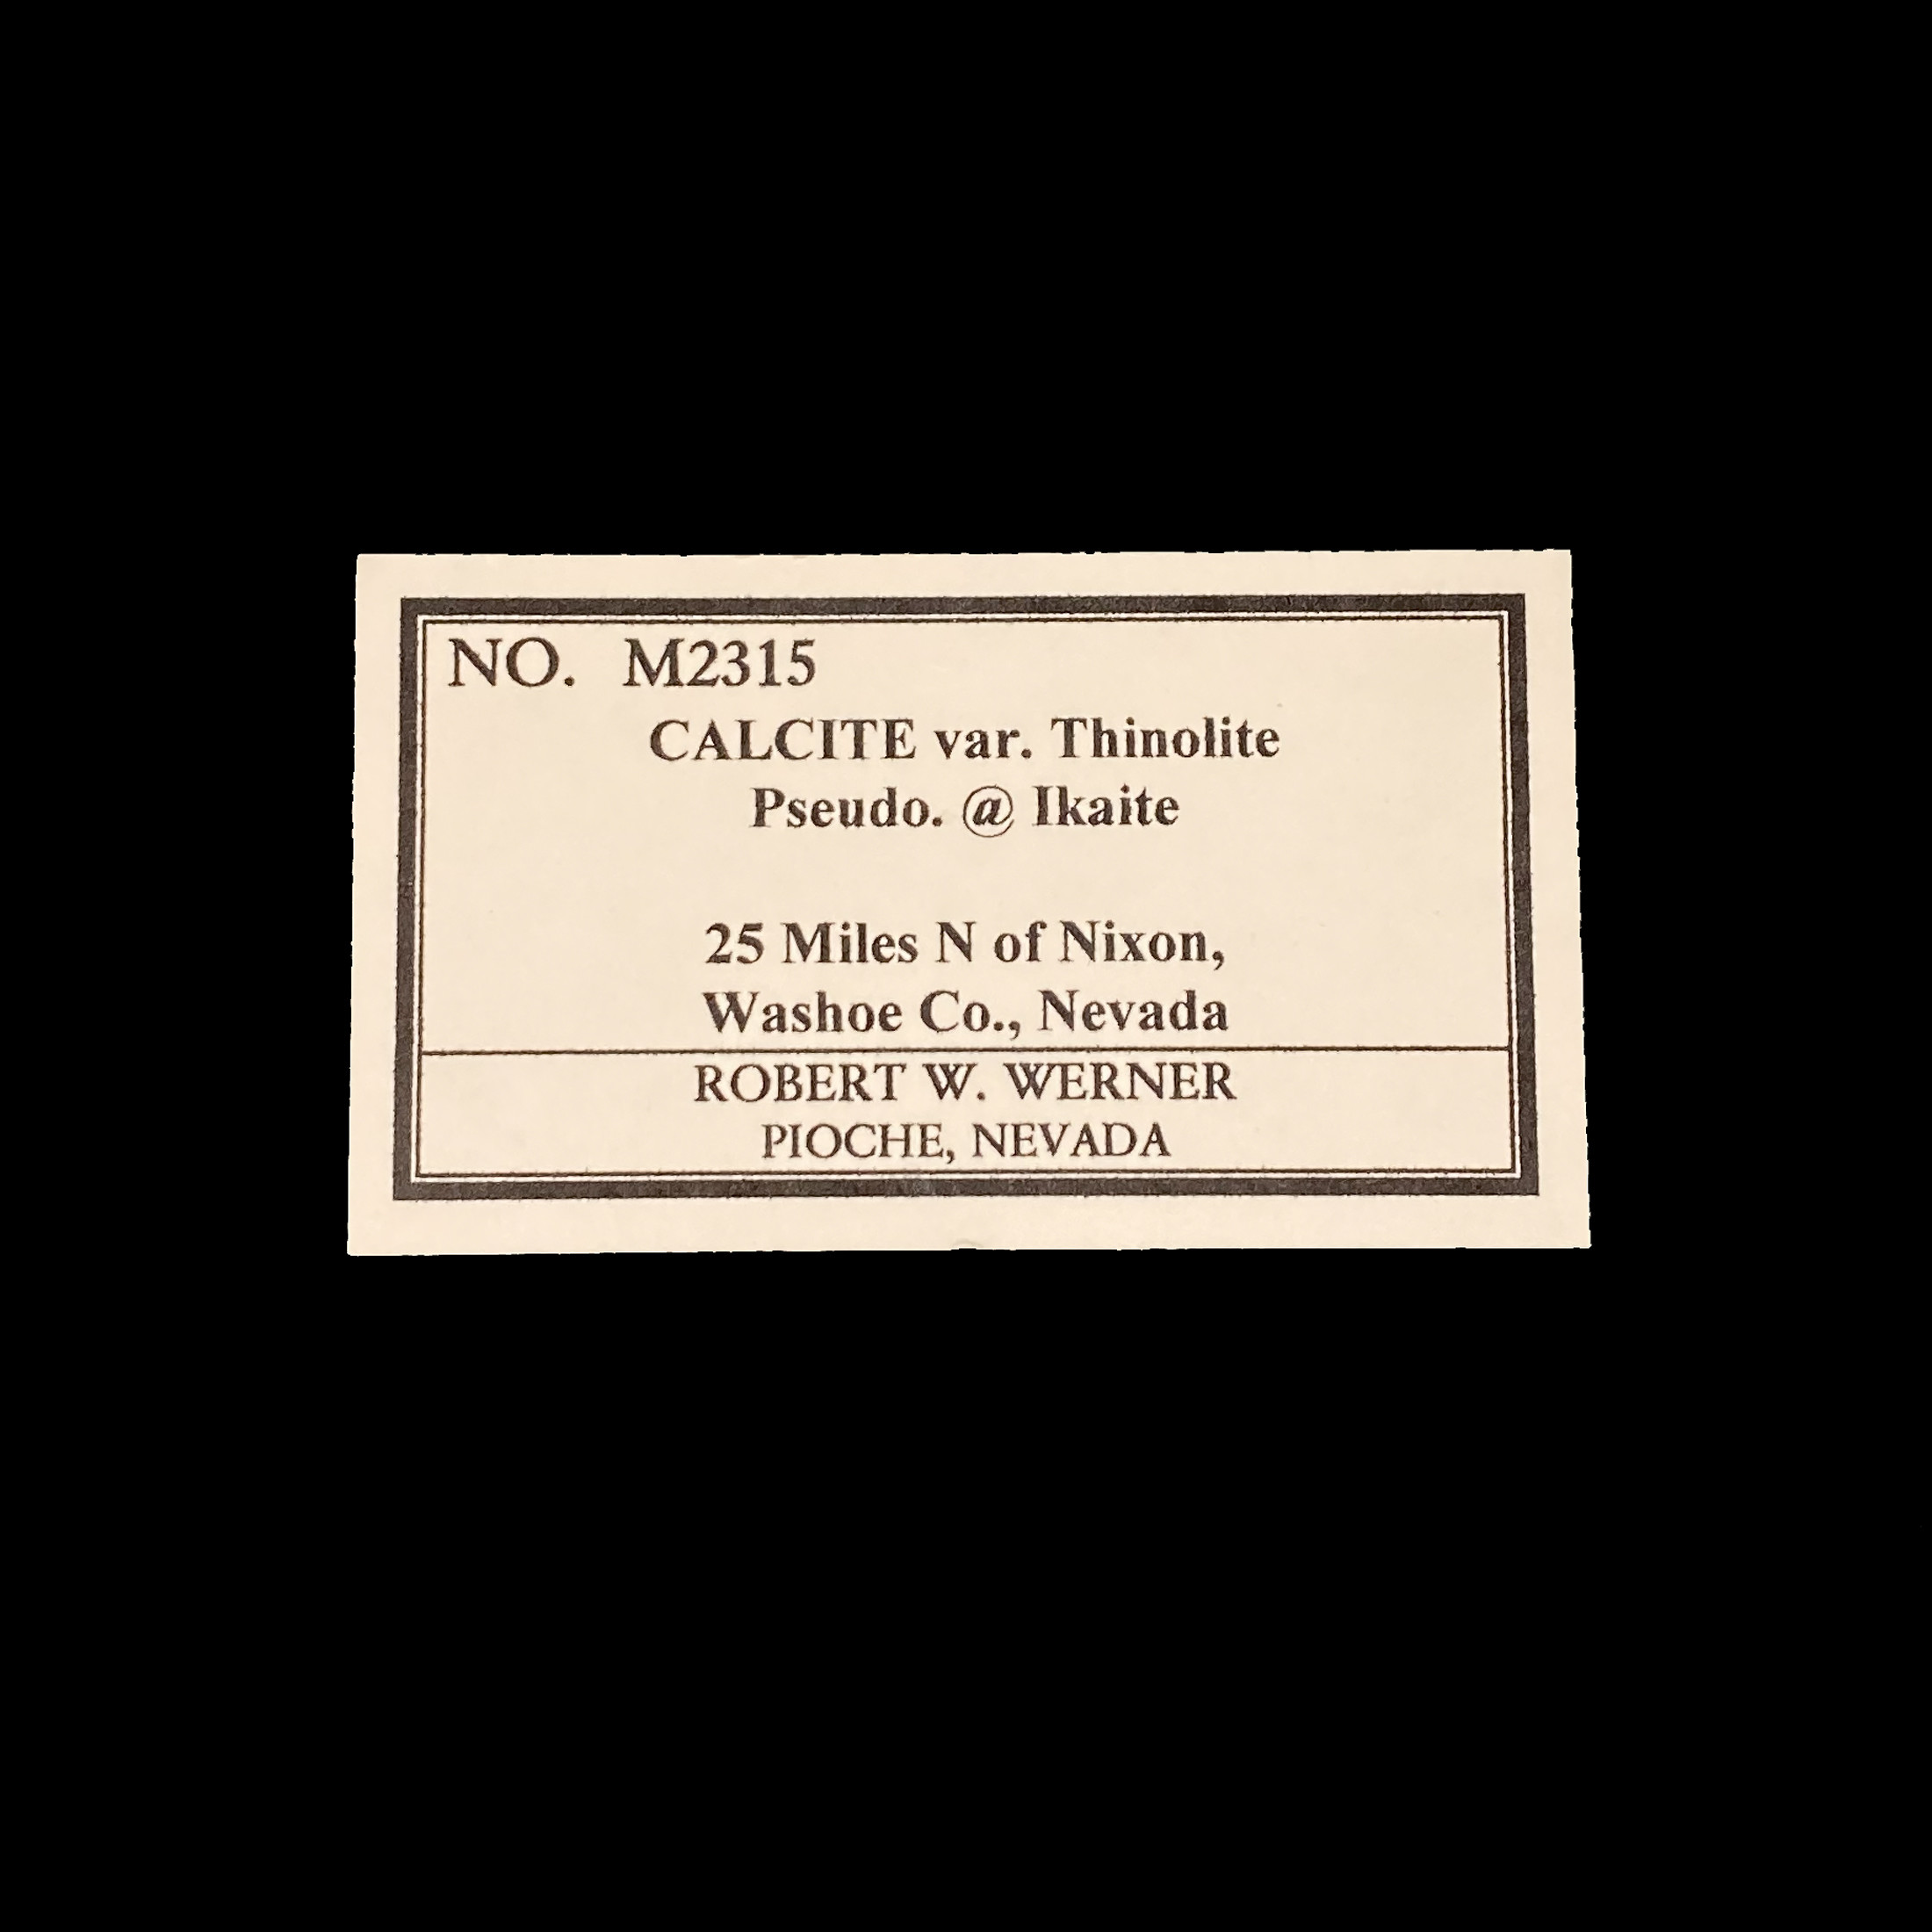 NO. M2315
CALCITE var. Thinolite
Pseudo. @ Ikaite
25 Miles N of Nixon,
Washoe Co., Nevada
ROBERT W. WERNER
PIOCHE, NEVADA